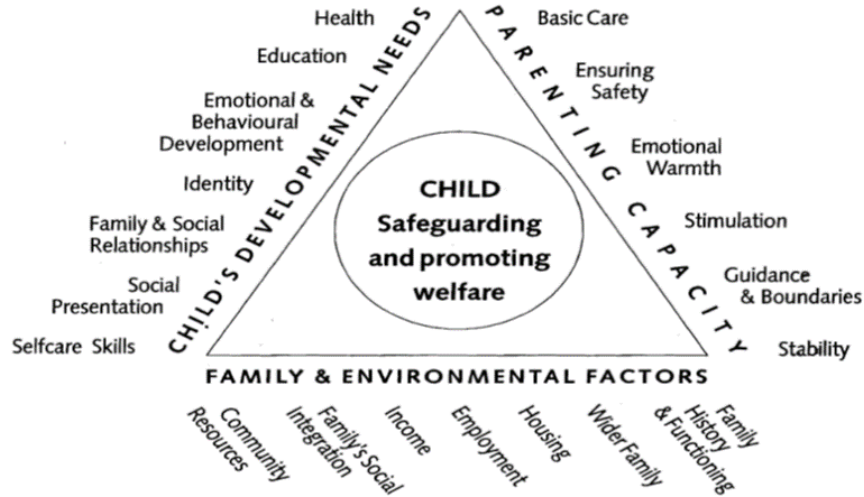 CHILD'S DEVELOPMENTAL NEEDS
Health
Education
Emotional &
Behavioural
Development
Identity
Family & Social
Relationships
Social
Presentation
Selfcare Skills
PARENTING CAPACITY
Basic Care
Ensuring
Safety
Emotional
Warmth
Stimulation
Guidance
& Boundaries
Stability
CHILD
Safeguarding
and promoting
welfare
FAMILY & ENVIRONMENTAL FACTORS
Community
Resources
Family's Social
Integration
Income
Employment
Housing
Wider Family
Family
History
& Functioning